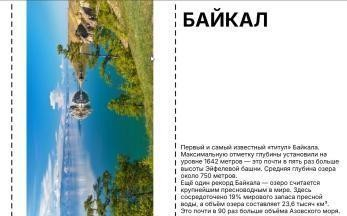 БАЙКАЛ
Первый и самый известный «титул» Байкала.
Максимальную отметку глубины установили на
уровне 1642 метров — это почти в пять раз больше
высоты Эйфелевой башни. Средняя глубина озера
около 750 метров.
Ещё один рекорд Байкала — озеро считается
крупнейшим пресноводным в мире. Здесь
сосредоточено 19% мирового запаса пресной
воды, а объём озера составляет 23,6 тысяч км³.
Это почти в 90 раз больше объёма Азовского моря.